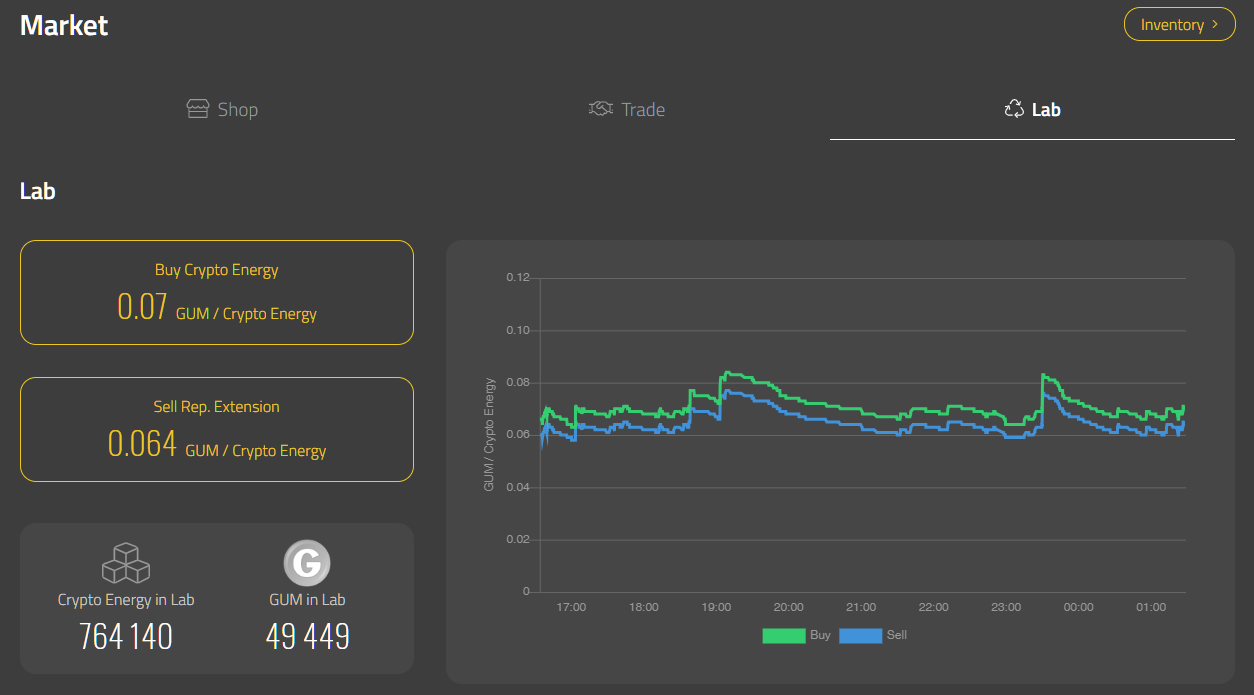 Market
Inventory >
Shop
Trade
Lab
Lab
Buy Crypto Energy
0.07 GUM / Crypto Energy
Sell Rep. Extension
0.064 GUM / Crypto Energy
Crypto Energy in Lab
764 140
G
GUM in Lab
49 449
GUM / Crypto Energy
0.12
0.10
0.08
0.06
0.04
0.02
0
17:00 18:00 19:00 20:00 21:00 22:00 23:00 00:00 01:00
Buy Sell